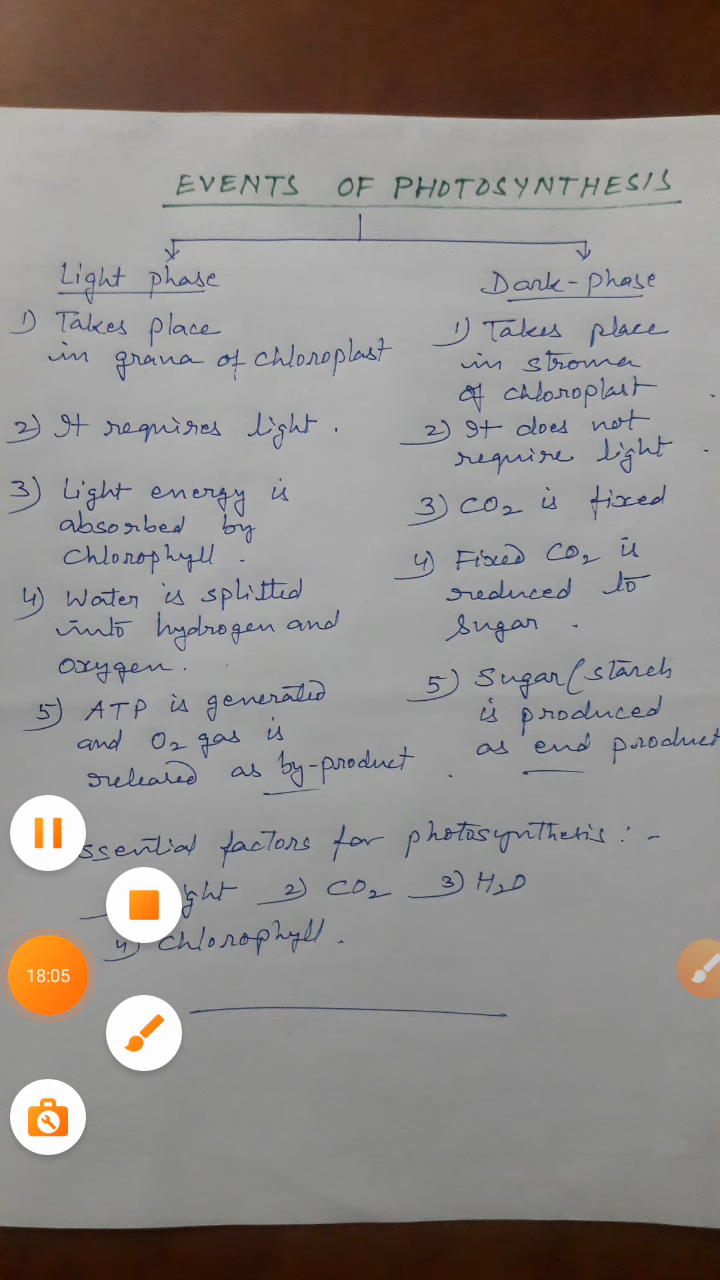 EVENTS OF PHOTOSYNTHESIS
Light phase
1) Takes place
in grana of chloroplast
2) It requires light.
3) Light energy is
absorbed by
chlorophyll.
4) Water is splitted
into hydrogen and
oxygen.
5) ATP is generated
and O2 gas is
released as by-product.
Dark-phase
1) Takes place
in stroma
of chloroplast.
2) It does not
require light.
3) CO2 is fixed
4) Fixed CO2 is
reduced to
sugar.
5) Sugar/starch
is produced
as end product
ssential factors for photosynthesis:-
ght 2) CO2 3) H2O
4) Chlorophyll.
18:05